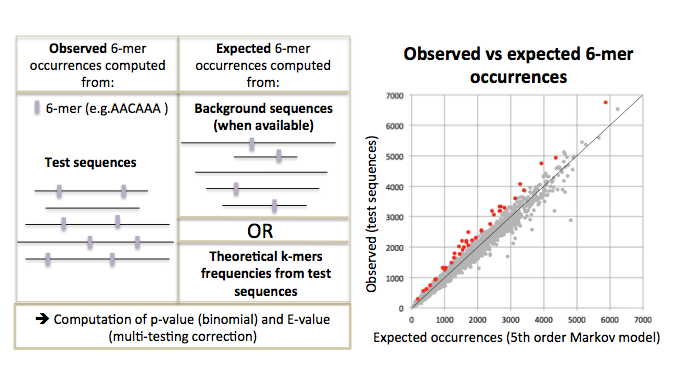 Observed 6-mer
occurrences computed
from:
Expected 6-mer
occurrences computed
from:
6-mer (e.g.AACAAA )
Test sequences
Background sequences
(when available)
OR
Theoretical k-mers
frequencies from test
sequences
➔ Computation of p-value (binomial) and E-value
(multi-testing correction)
Observed vs expected 6-mer
occurrences
Observed (test sequences)
7000
6000
5000
4000
3000
2000
1000
0
0 1000 2000 3000 4000 5000 6000 7000
Expected occurrences (5th order Markov model)